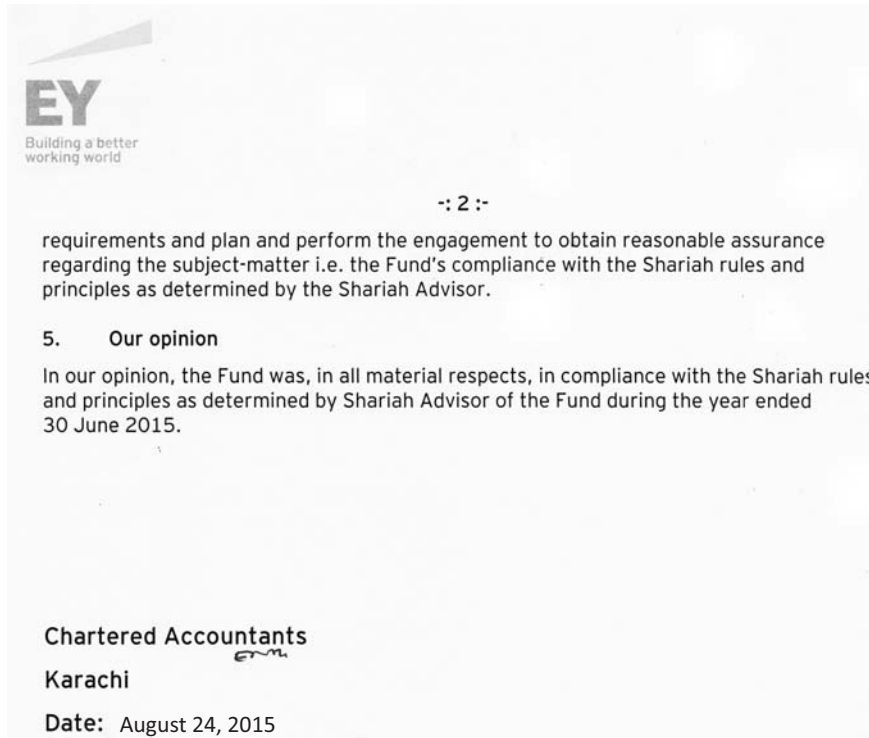 EY
Building a better
working world
-: 2 :-
requirements and plan and perform the engagement to obtain reasonable assurance
regarding the subject-matter i.e. the Fund's compliance with the Shariah rules and
principles as determined by the Shariah Advisor.
5. Our opinion
In our opinion, the Fund was, in all material respects, in compliance with the Shariah rules
and principles as determined by Shariah Advisor of the Fund during the year ended
30 June 2015.
Chartered Accountants
Karachi
Date: August 24, 2015